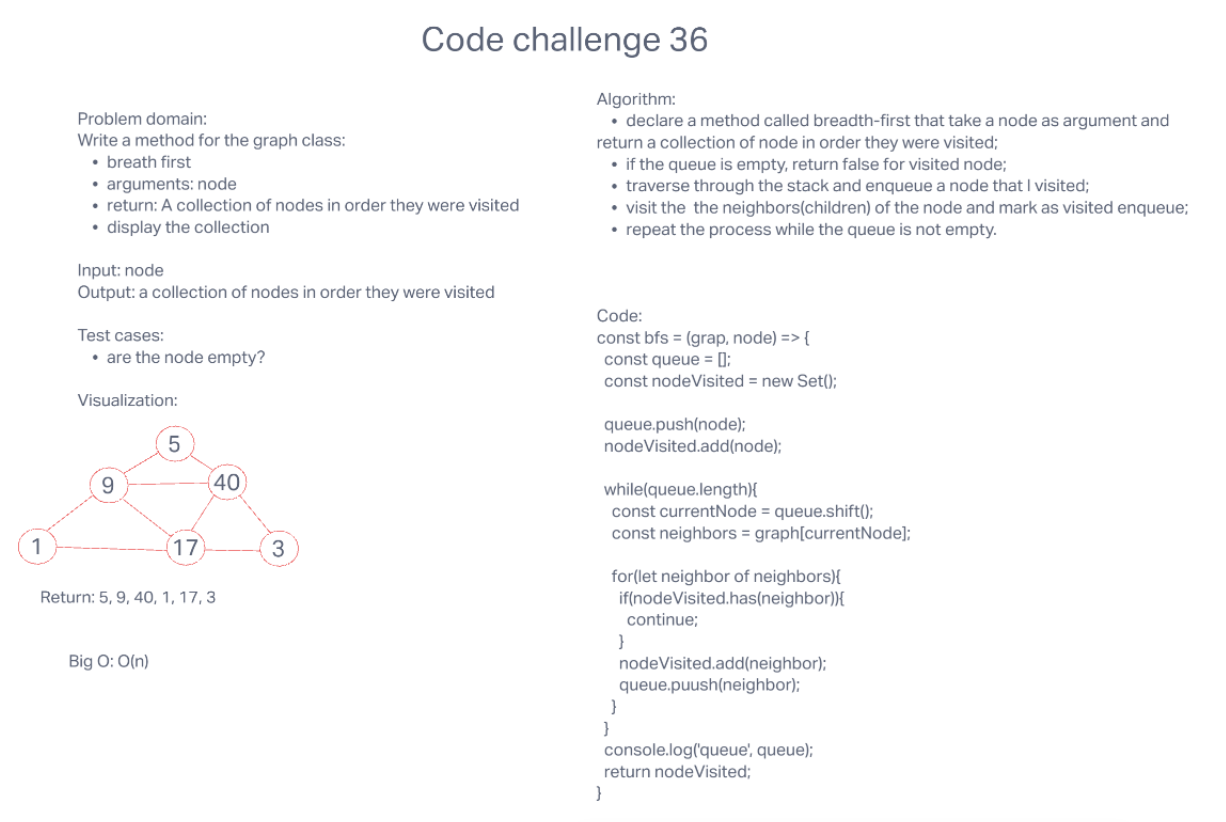 Code challenge 36
Problem domain:
Write a method for the graph class:
• breath first
• arguments: node
• return: A collection of nodes in order they were visited
• display the collection
Input: node
Output: a collection of nodes in order they were visited
Test cases:
• are the node empty?
Visualization:
5
9
40
1
17
3
Return: 5, 9, 40, 1, 17, 3
Big O: O(n)
Algorithm:
• declare a method called breadth-first that take a node as argument and
return a collection of node in order they were visited;
• if the queue is empty, return false for visited node;
• traverse through the stack and enqueue a node that I visited;
• visit the  the neighbors(children) of the node and mark as visited enqueue;
• repeat the process while the queue is not empty.
Code:
const bfs = (grap, node) => {
  const queue = [];
  const nodeVisited = new Set();
  queue.push(node);
  nodeVisited.add(node);
  while(queue.length){
    const currentNode = queue.shift();
    const neighbors = graph[currentNode];
    for(let neighbor of neighbors){
      if(nodeVisited.has(neighbor)){
        continue;
      }
      nodeVisited.add(neighbor);
      queue.puush(neighbor);
    }
  }
  console.log('queue', queue);
  return nodeVisited;
}